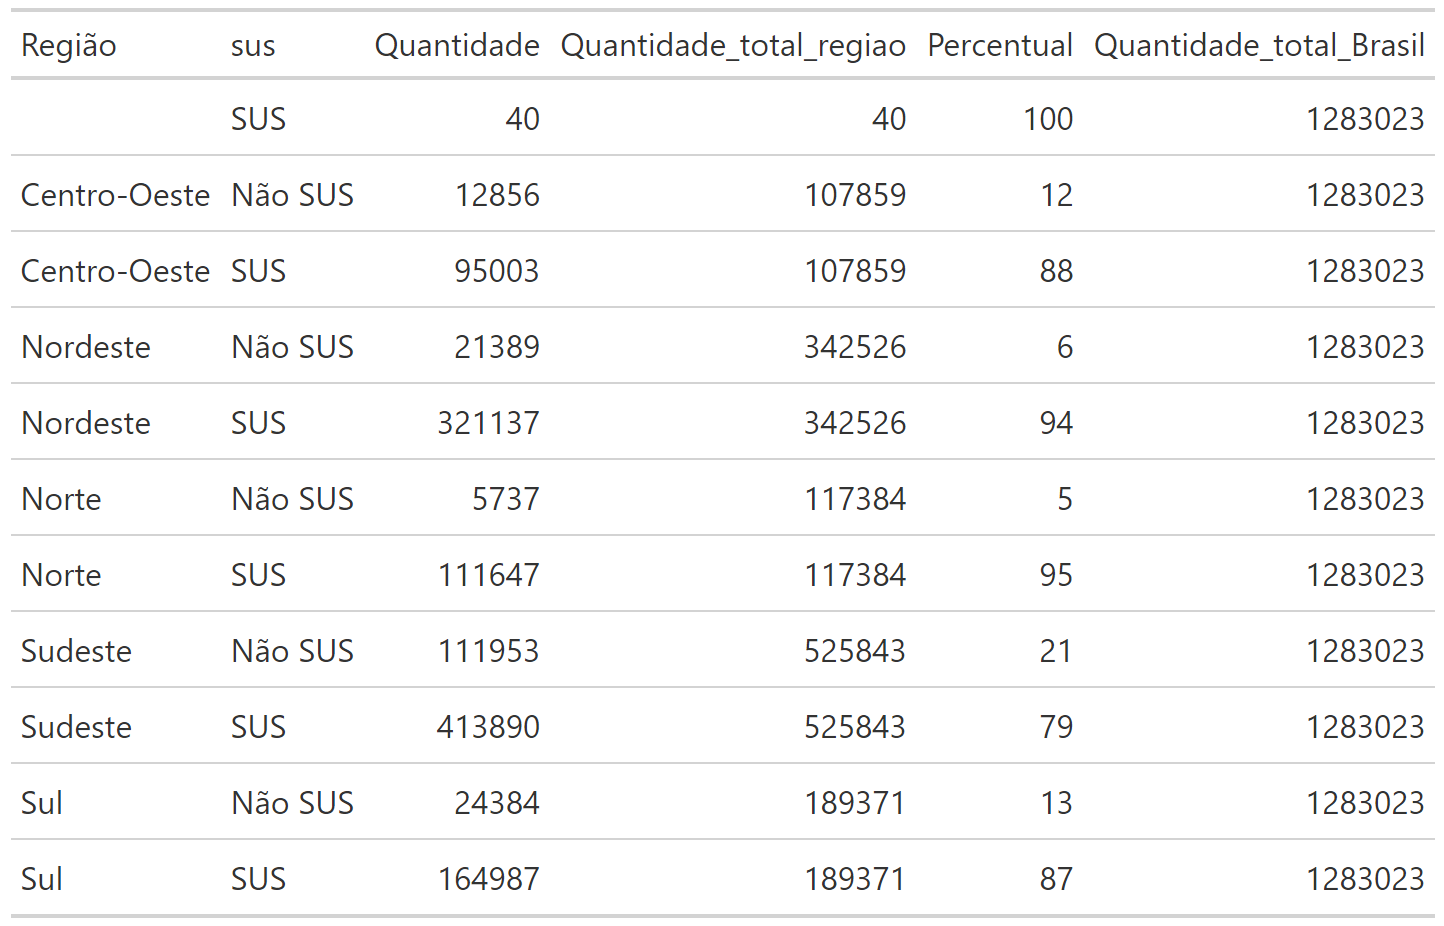 Região sus Quantidade Quantidade_total_regiao Percentual Quantidade_total_Brasil
SUS 40 40 100 1283023
Centro-Oeste Não SUS 12856 107859 12 1283023
Centro-Oeste SUS 95003 107859 88 1283023
Nordeste Não SUS 21389 342526 6 1283023
Nordeste SUS 321137 342526 94 1283023
Norte Não SUS 5737 117384 5 1283023
Norte SUS 111647 117384 95 1283023
Sudeste Não SUS 111953 525843 21 1283023
Sudeste SUS 413890 525843 79 1283023
Sul Não SUS 24384 189371 13 1283023
Sul SUS 164987 189371 87 1283023